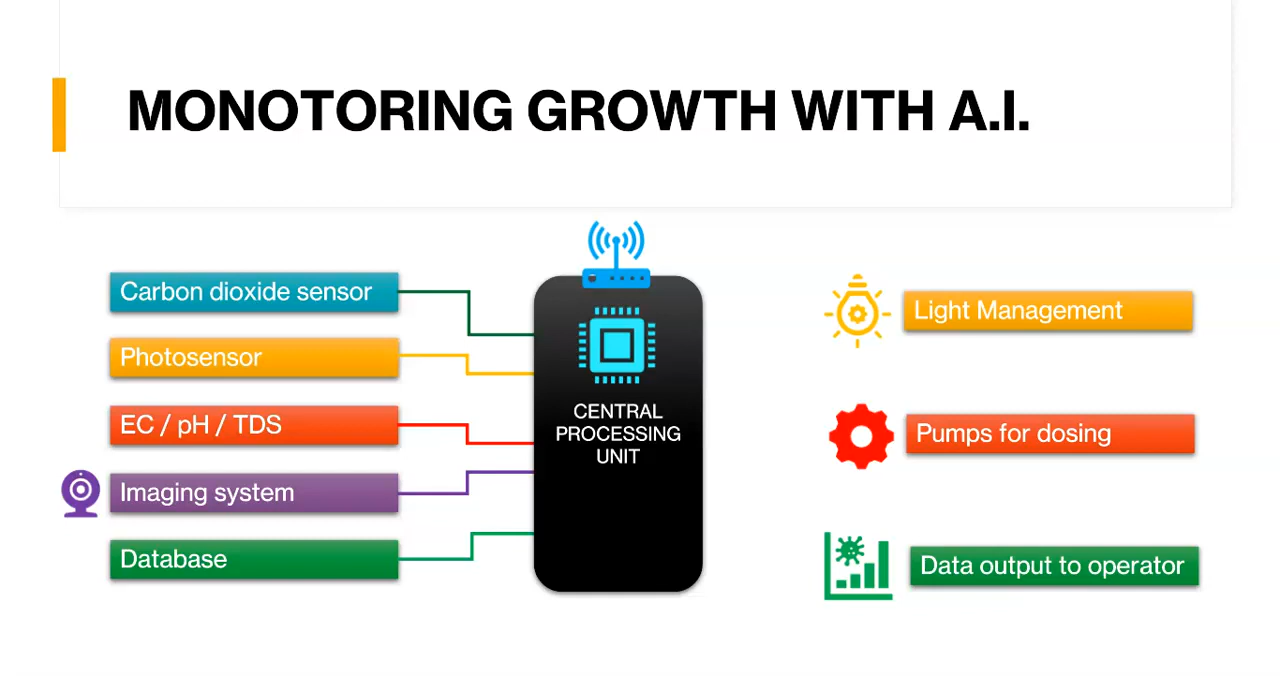 MONOTORING GROWTH WITH A.I.
Carbon dioxide sensor
Photosensor
EC / pH / TDS
Imaging system
Database
CENTRAL
PROCESSING
UNIT
Light Management
Pumps for dosing
Data output to operator